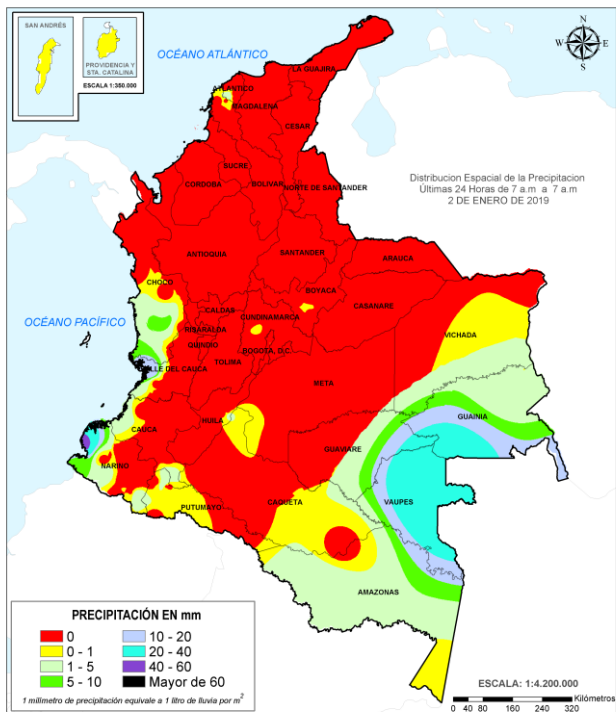 SAN ANDRÉS
PROVIDENCIA Y
STA. CATALINA
ESCALA 1:350.000
N
W
E
S
OCÉANO ATLÁNTICO
LA GUAJIRA
ATLANTICO
MAGDALENA
CESAR
Distribucion Espacial de la Precipitacion
Últimas 24 Horas de 7 a.m a 7 a.m
2 DE ENERO DE 2019
SUCRE
CORDOBA
BOLIVAR
NORTE DE SANTANDER
ANTIOQUIA
SANTANDER
ARAUCA
CHOCO
BOYACA
CASANARE
OCÉANO PACÍFICO
CALDAS
CUNDINAMARCA
RISARALDA
VICHADA
QUINDIO
BOGOTA, D.C.
TOLIMA
VALLE DEL CAUCA
META
GUAINIA
HUILA
CAUCA
GUAVIARE
NARIÑO
CAQUETA
VAUPES
PUTUMAYO
AMAZONAS
PRECIPITACIÓN EN mm
0
10 - 20
0 - 1
20 - 40
1 - 5
40 - 60
5 - 10
Mayor de 60
1 milimetro de precipitación equivale a 1 litro de lluvia por m2
ESCALA: 1:4.200.000
Kilómetros
0 40 80 160 240 320